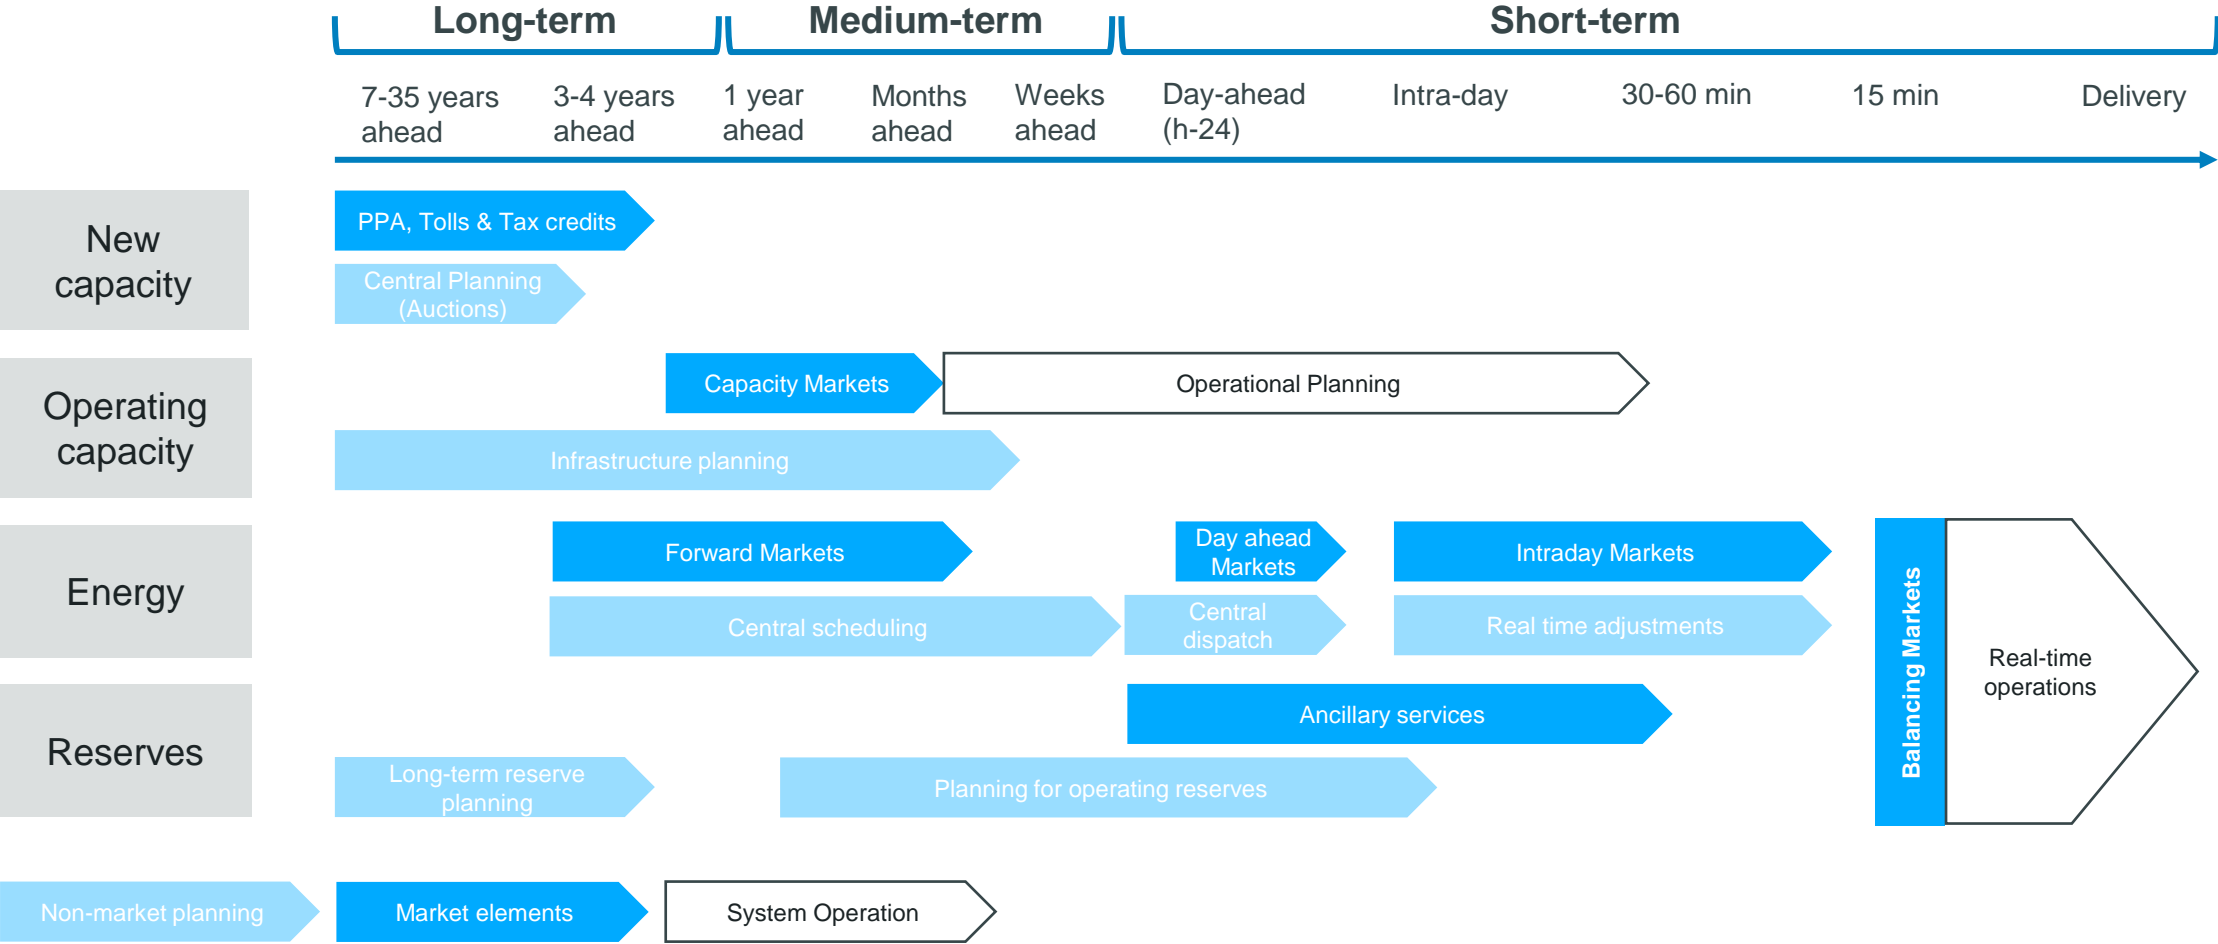 Long-term
Medium-term
Short-term
7-35 years
ahead
3-4 years
ahead
1 year
ahead
Months
ahead
Weeks
ahead
Day-ahead
(h-24)
Intra-day
30-60 min
15 min
Delivery
New
capacity
PPA, Tolls & Tax credits
Central Planning
(Auctions)
Operating
capacity
Capacity Markets
Operational Planning
Infrastructure planning
Energy
Forward Markets
Day ahead
Markets
Intraday Markets
Central scheduling
Central
dispatch
Real time adjustments
Balancing Markets
Real-time
operations
Reserves
Ancillary services
Long-term reserve
planning
Planning for operating reserves
Non-market planning
Market elements
System Operation